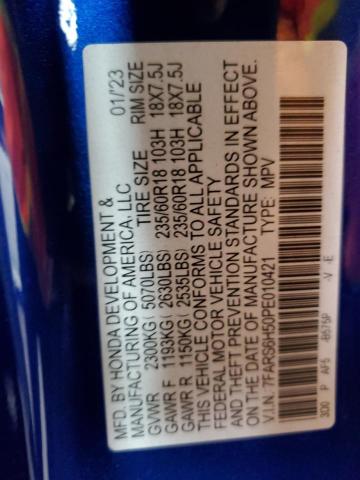 MFD. BY HONDA DEVELOPMENT &
MANUFACTURING OF AMERICA, LLC 01/'23
TIRE SIZE RIM SIZE
GVWR 2300KG( 5070LBS)
GAWR F 1193KG( 2630LBS) 235/60R18 103H 18X7.5J
GAWR R 1150KG( 2535LBS) 235/60R18 103H 18X7.5J
THIS VEHICLE CONFORMS TO ALL APPLICABLE
FEDERAL MOTOR VEHICLE SAFETY
AND THEFT PREVENTION STANDARDS IN EFFECT
ON THE DATE OF MANUFACTURE SHOWN ABOVE.
V.I.N. 7FARS6H50PE010421 TYPE: MPV
3D0 P AF5 -B575P -V -E